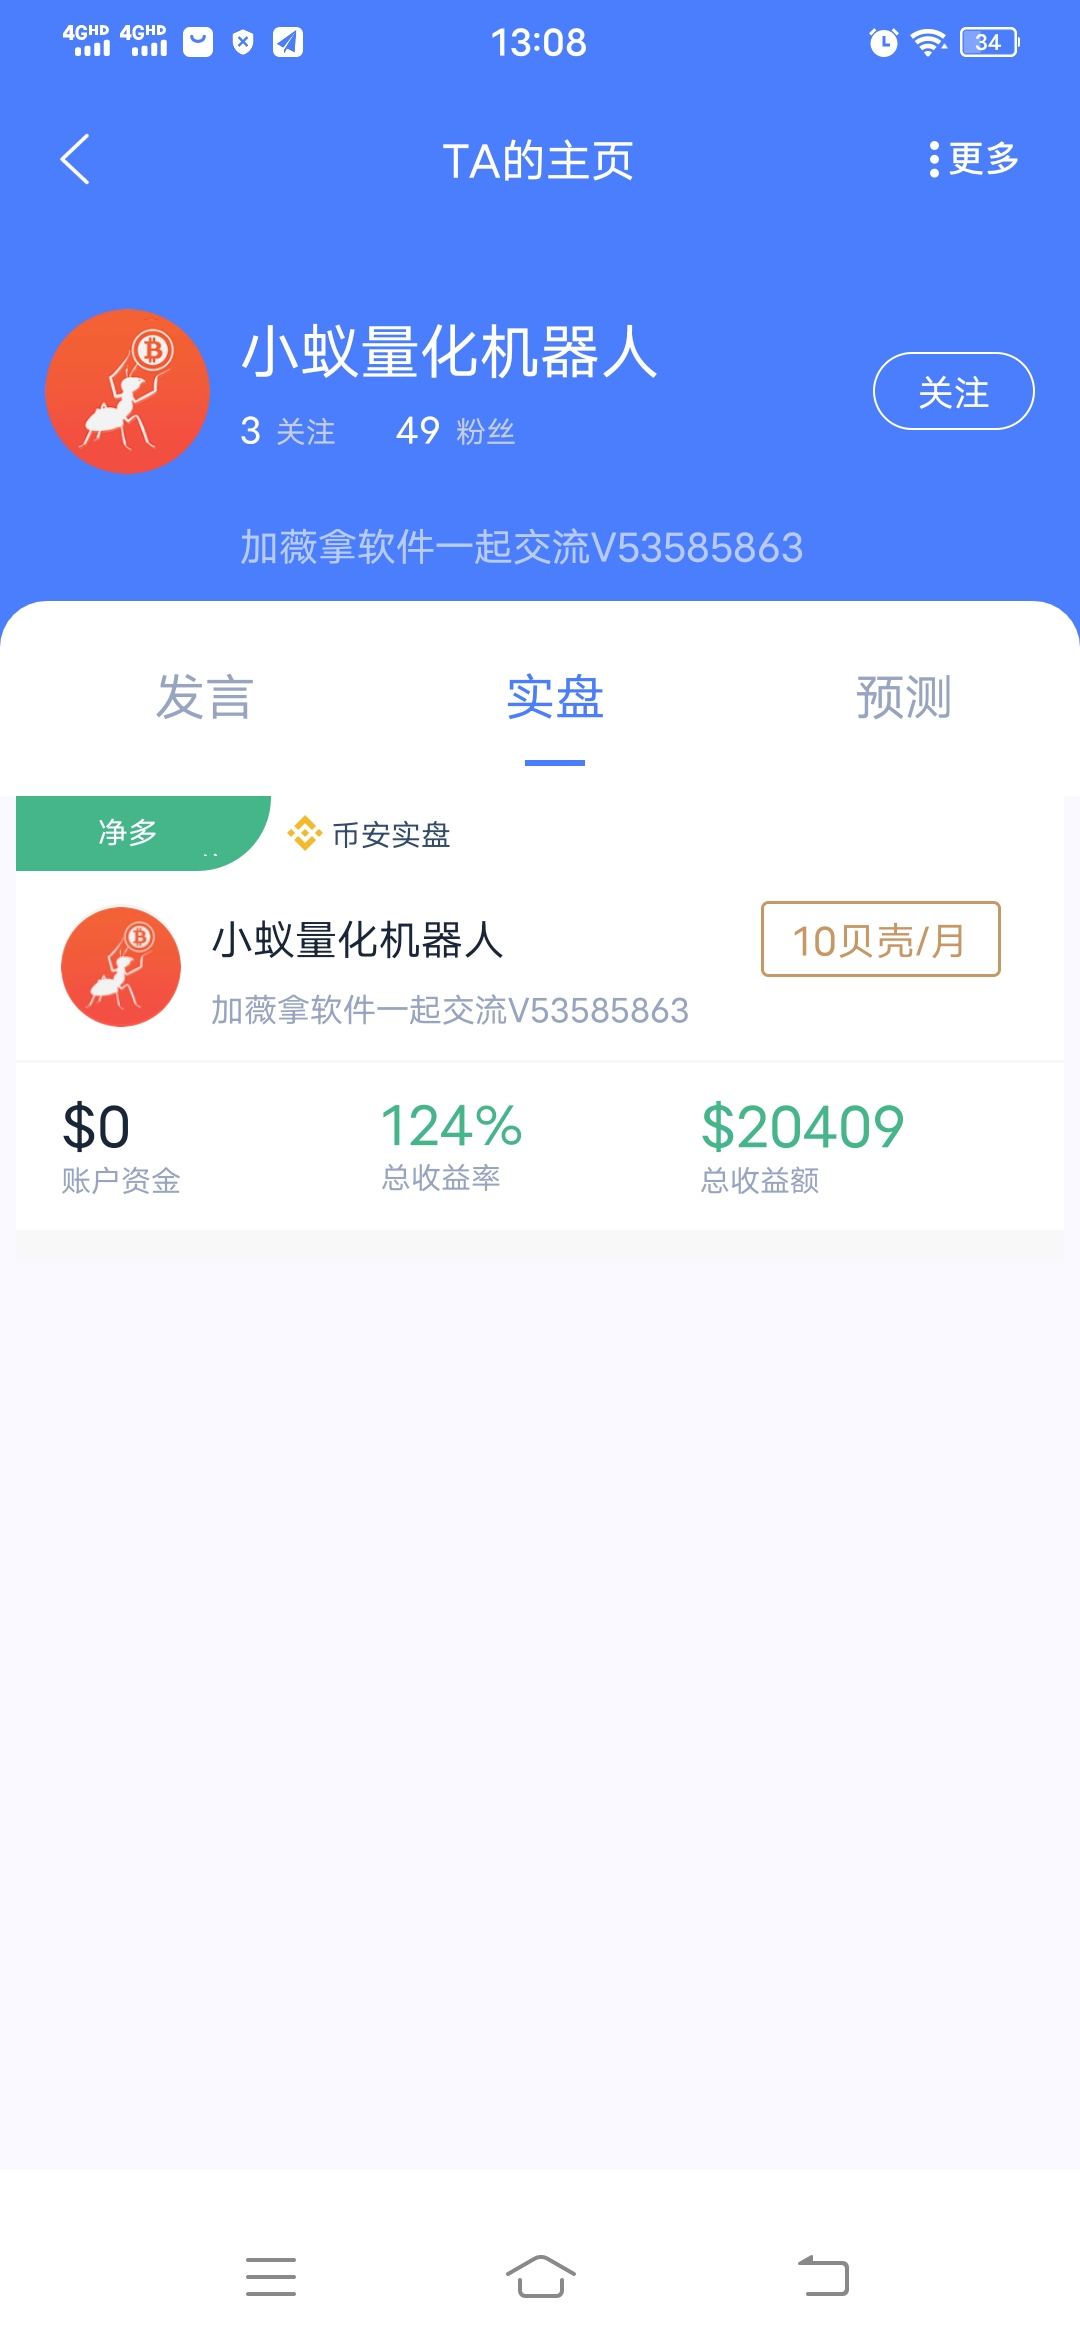 4GHD 4GHD 13:08 34
TA的主页 更多
小蚁量化机器人
3 关注 49 粉丝 关注
加薇拿软件一起交流V53585863
发言 实盘 预测
净多 币安实盘
小蚁量化机器人 10贝壳/月
加薇拿软件一起交流V53585863
$0 124% $20409
账户资金 总收益率 总收益额